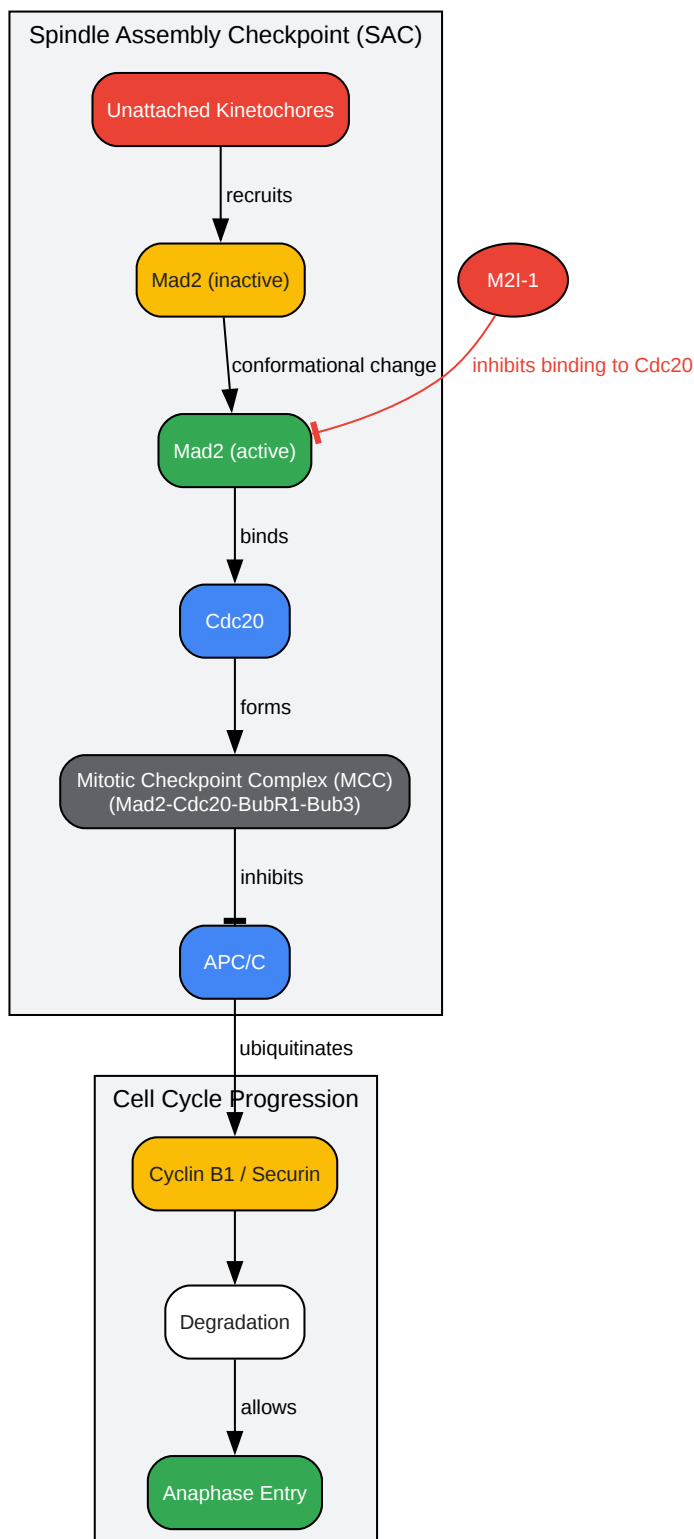 Spindle Assembly Checkpoint (SAC)
Unattached Kinetochores
recruits
Mad2 (inactive)
M2I-1
conformational change
inhibits binding to Cdc20
Mad2 (active)
binds
Cdc20
forms
Mitotic Checkpoint Complex (MCC)
(Mad2-Cdc20-BubR1-Bub3)
inhibits
APC/C
ubiquitinates
Cell Cycle Progression
Cyclin B1 / Securin
Degradation
allows
Anaphase Entry